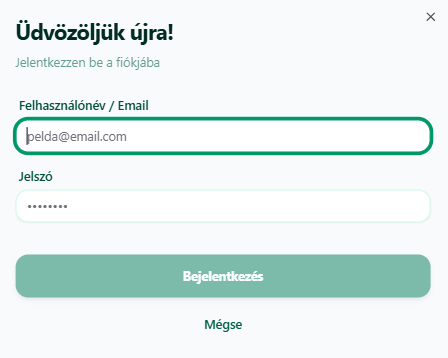 Üdvözöljük újra!
Jelentkezzen be a fiókjába
Felhasználónév / Email
pelda@email.com
Jelszó
••••••••
Bejelentkezés
Mégse